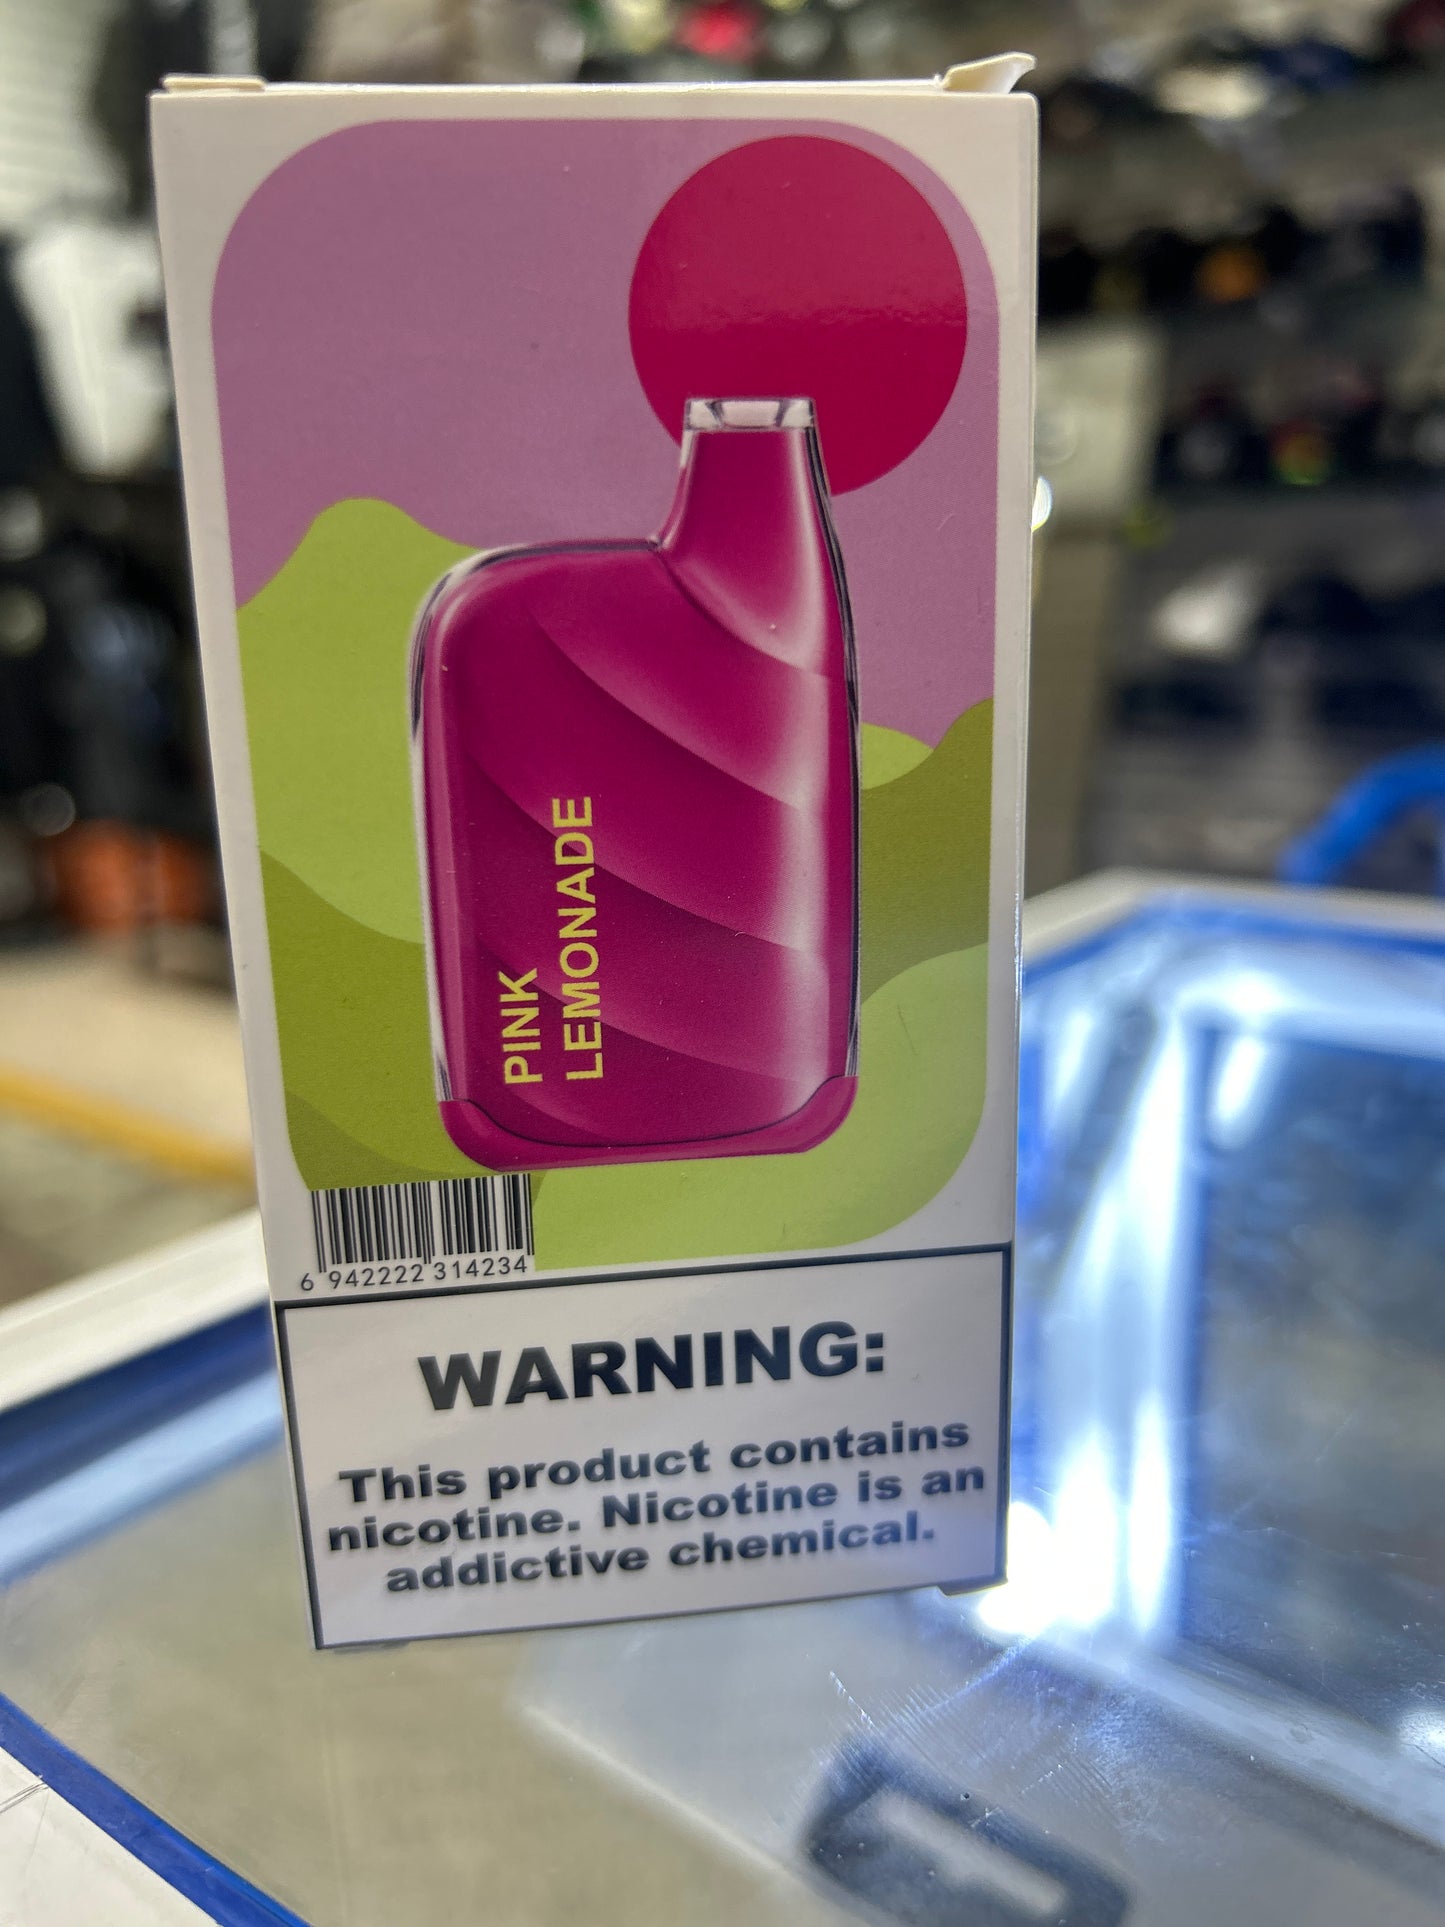 PINK
LEMONADE
6 942222 314234
WARNING:
This product contains
nicotine. Nicotine is an
addictive chemical.